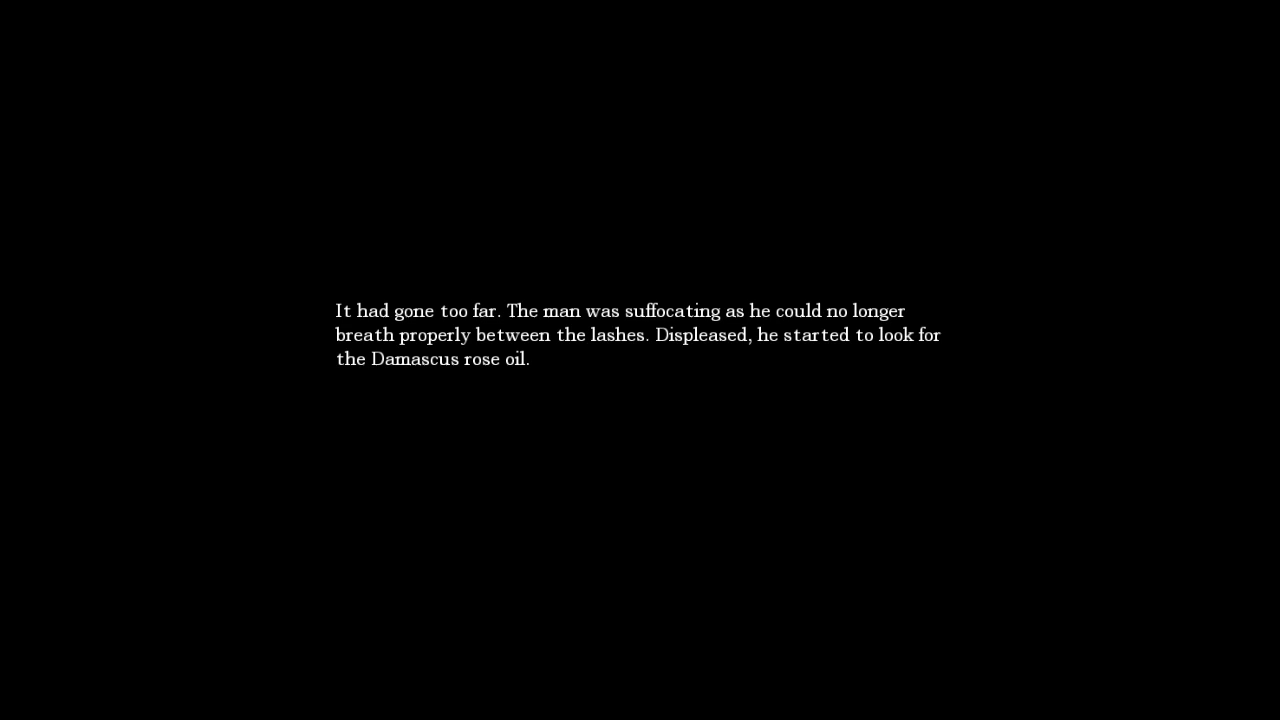 It had gone too far. The man was suffocating as he could no longer
breath properly between the lashes. Displeased, he started to look for
the Damascus rose oil.